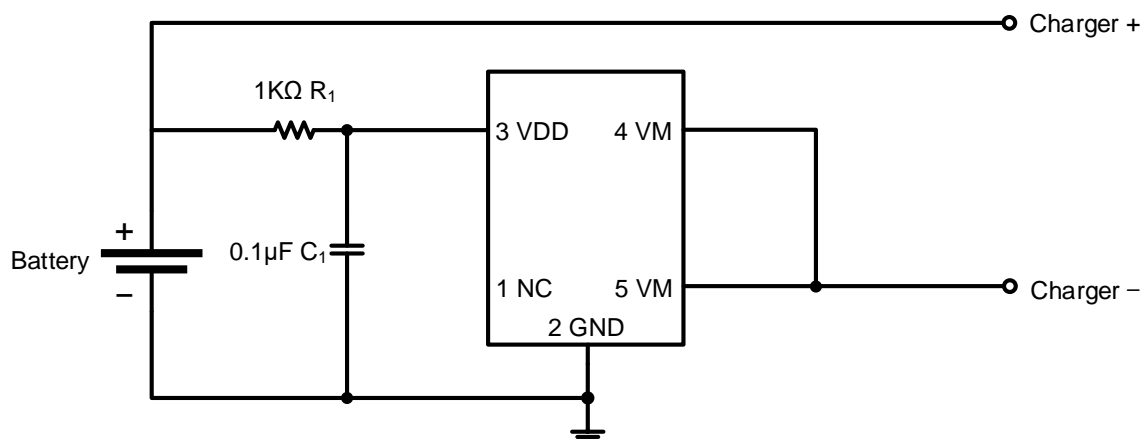 Charger +
1KΩ R₁
3 VDD
4 VM
+
Battery
0.1µF C₁
−
1 NC
5 VM
Charger −
2 GND